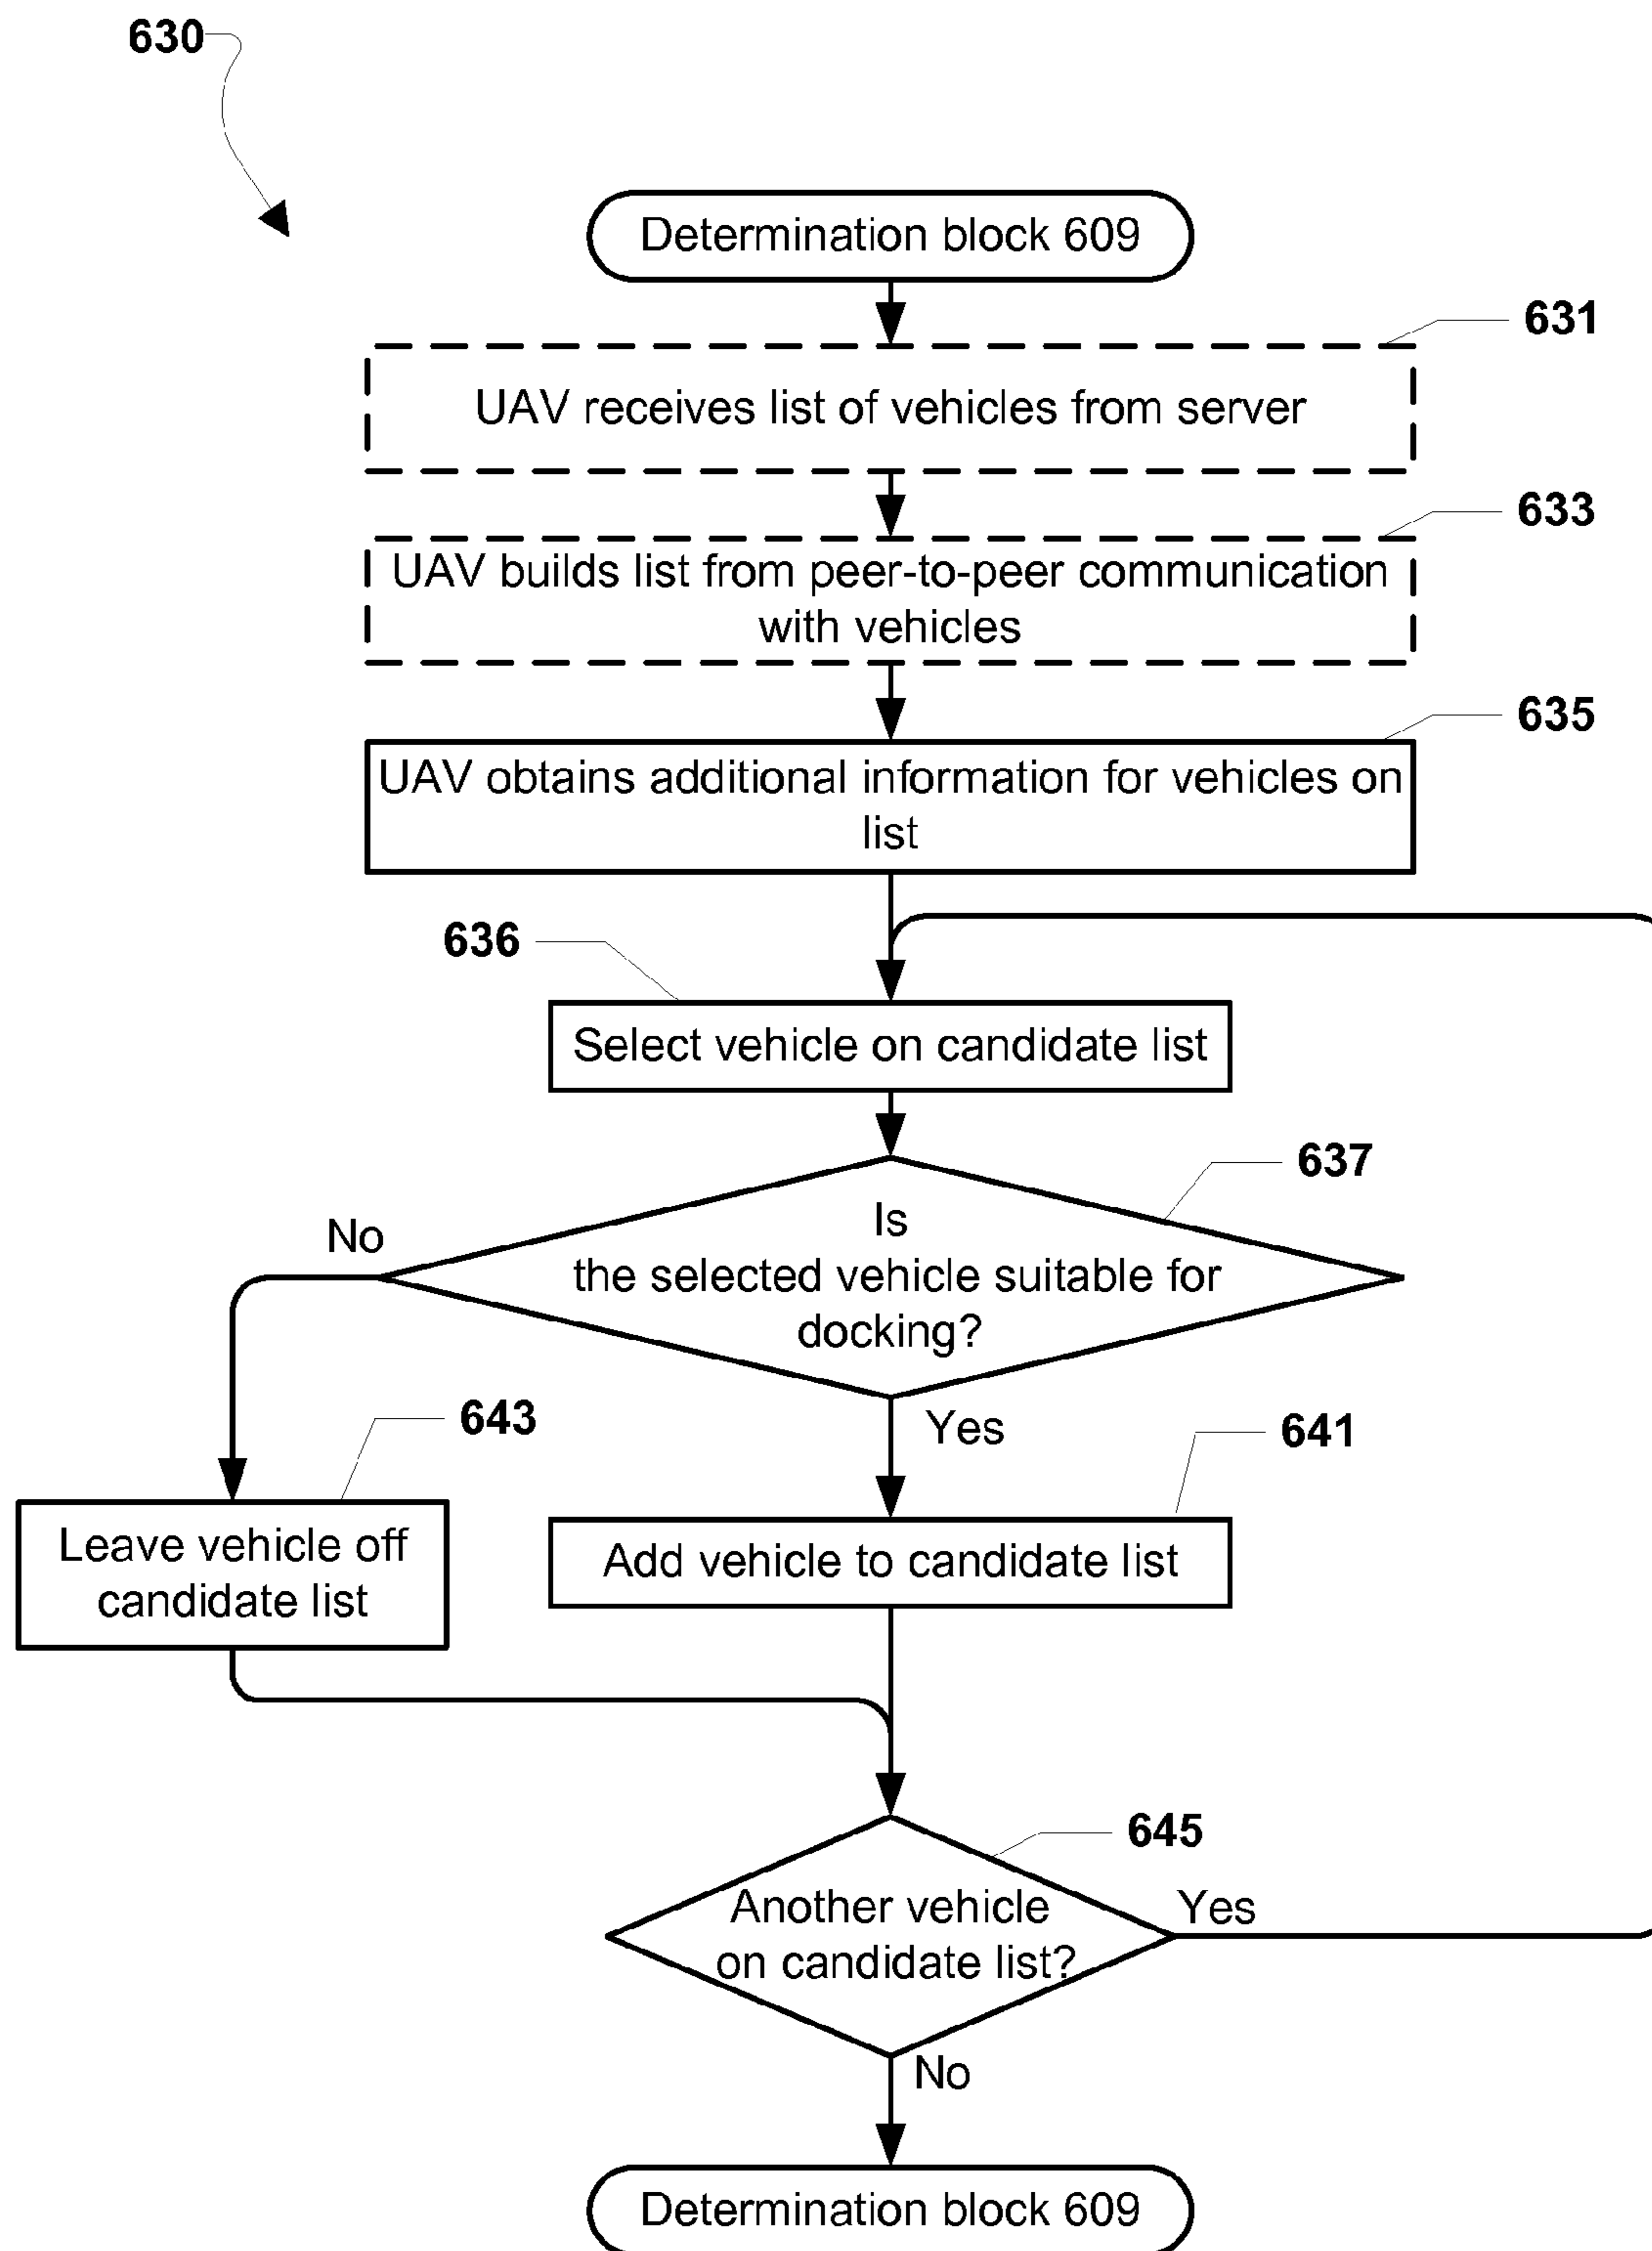 630
Determination block 609
631
UAV receives list of vehicles from server
633
UAV builds list from peer-to-peer communication
with vehicles
635
UAV obtains additional information for vehicles on
list
636
Select vehicle on candidate list
637
No
Is
the selected vehicle suitable for
docking?
Yes
643
641
Leave vehicle off
candidate list
Add vehicle to candidate list
645
Another vehicle
on candidate list?
Yes
No
Determination block 609